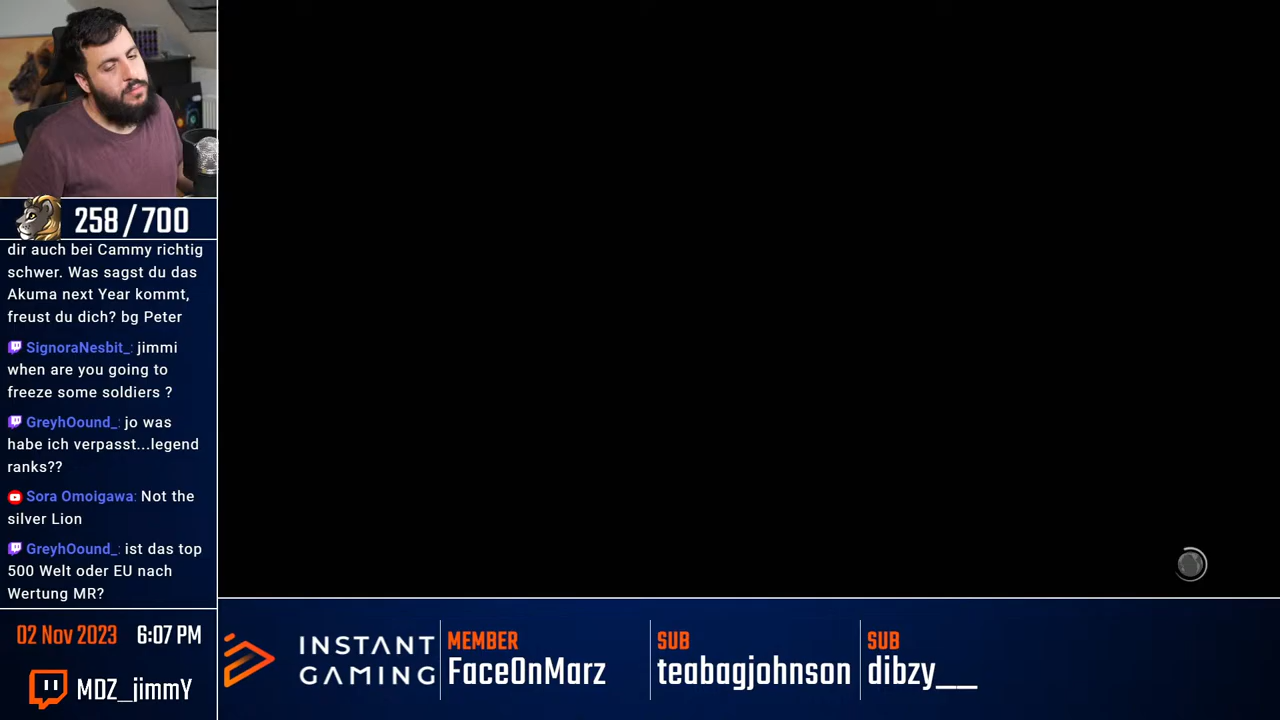 258 / 700
dir auch bei Cammy richtig
schwer. Was sagst du das
Akuma next Year kommt,
freust du dich? bg Peter
SignoraNesbit_: jimmi
when are you going to
freeze some soldiers ?
GreyhOound_: jo was
habe ich verpasst...legend
ranks??
Sora Omoigawa: Not the
silver Lion
GreyhOound_: ist das top
500 Welt oder EU nach
Wertung MR?
02 Nov 2023 6:07 PM
MDZ_jimmY
INSTANT
GAMING
MEMBER
FaceOnMarz
SUB
teabagjohnson
SUB
dibzy__